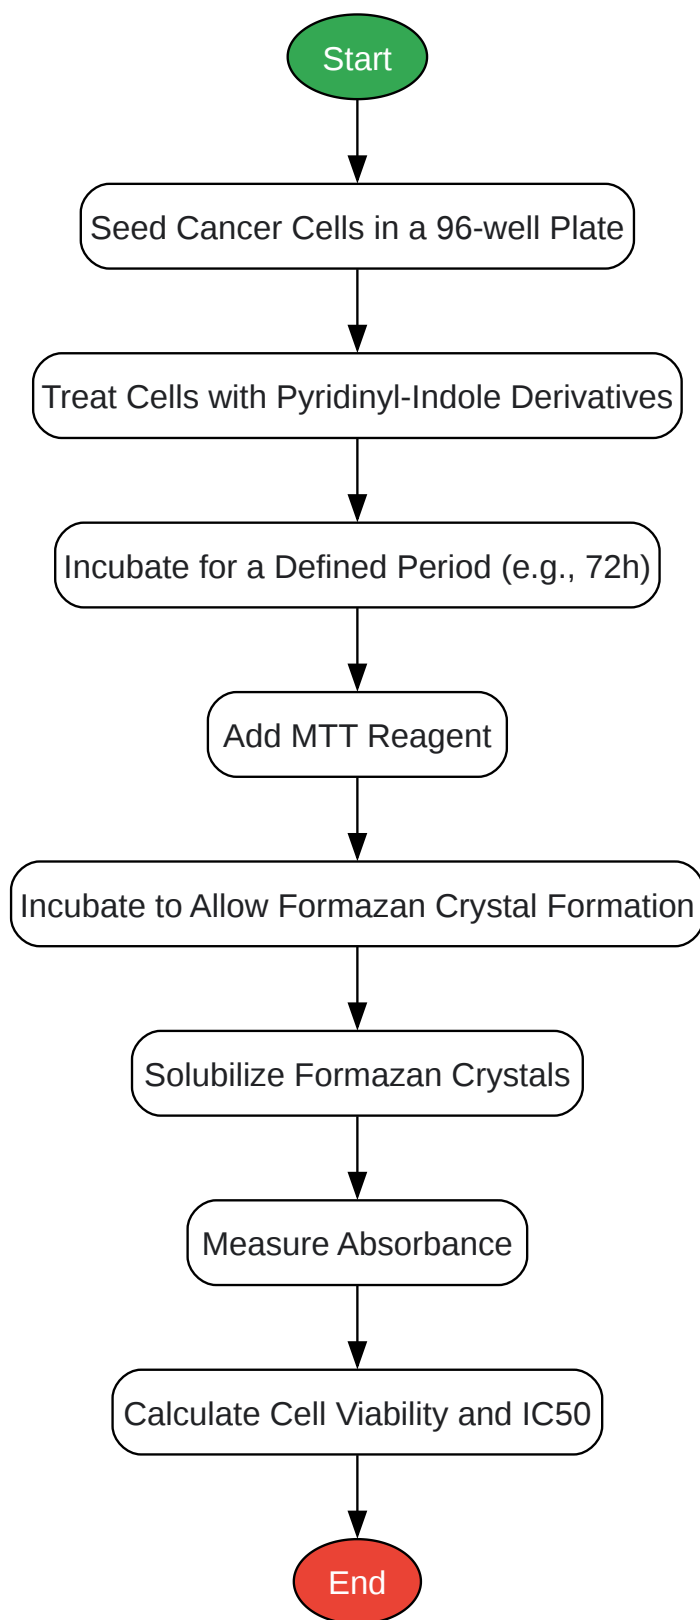 Start
Seed Cancer Cells in a 96-well Plate
Treat Cells with Pyridinyl-Indole Derivatives
Incubate for a Defined Period (e.g., 72h)
Add MTT Reagent
Incubate to Allow Formazan Crystal Formation
Solubilize Formazan Crystals
Measure Absorbance
Calculate Cell Viability and IC50
End